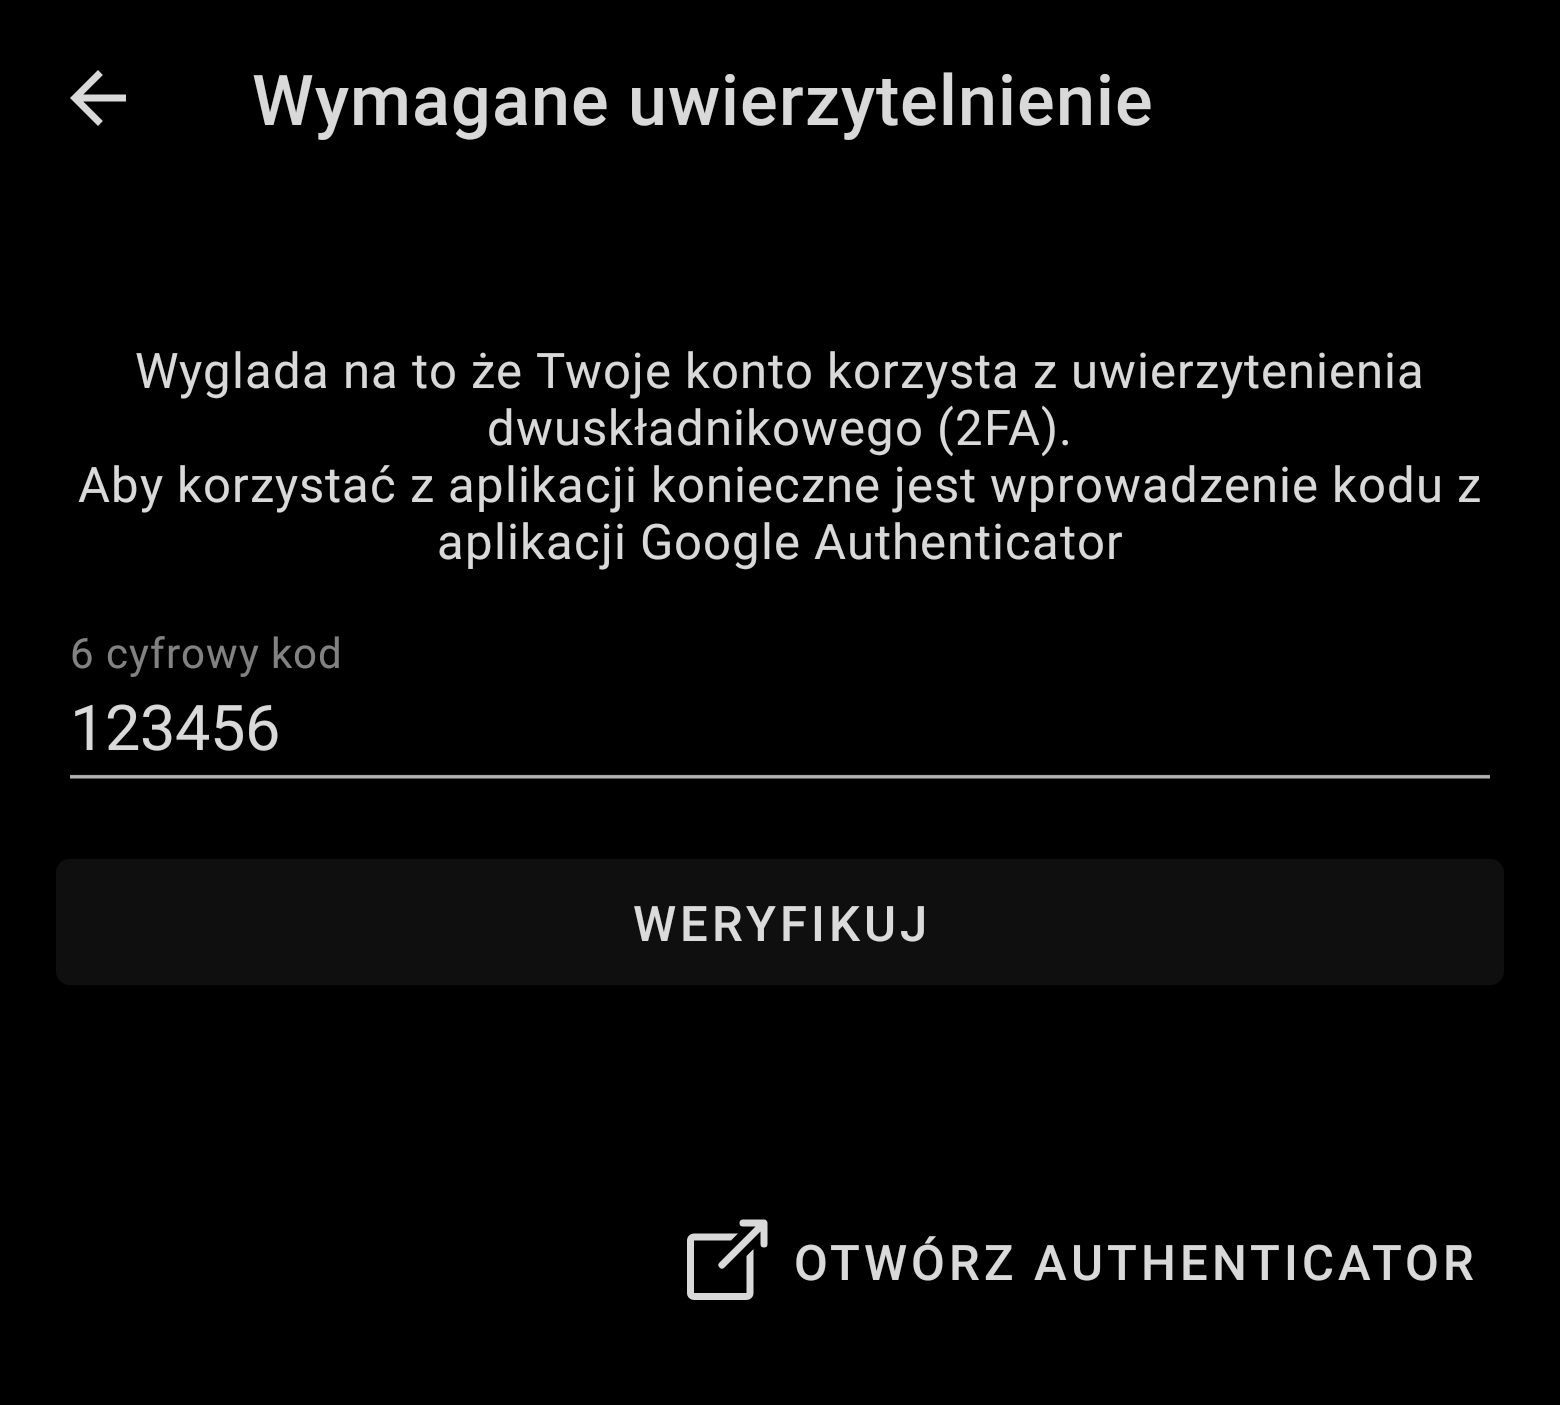 Wymagane uwierzytelnienie
Wyglada na to że Twoje konto korzysta z uwierzytenienia
dwuskładnikowego (2FA).
Aby korzystać z aplikacji konieczne jest wprowadzenie kodu z
aplikacji Google Authenticator
6 cyfrowy kod
123456
WERYFIKUJ
OTWÓRZ AUTHENTICATOR